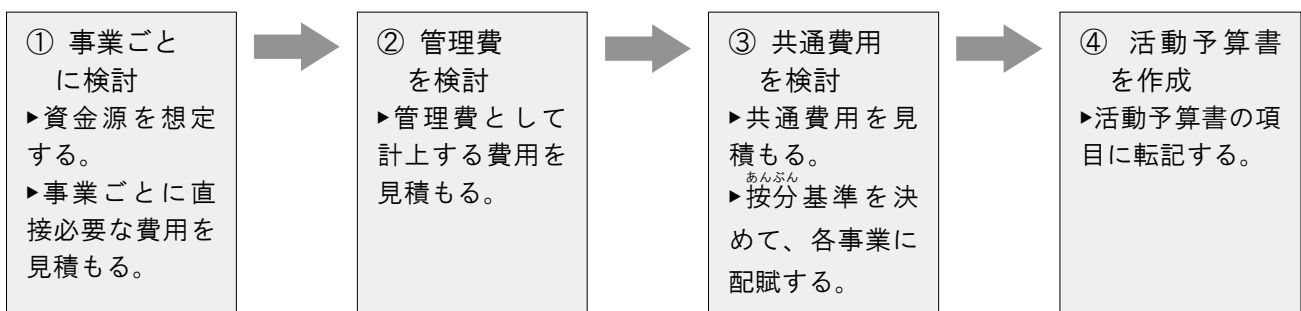 ① 事業ごと
に検討
▶資金源を想定
する。
▶事業ごとに直
接必要な費用を
見積もる。
② 管理費
を検討
▶管理費として
計上する費用を
見積もる。
③ 共通費用
を検討
▶共通費用を見
積もる。
あんぶん
▶按分基準を決
めて、各事業に
配賦する。
④ 活動予算書
を作成
▶活動予算書の項
目に転記する。